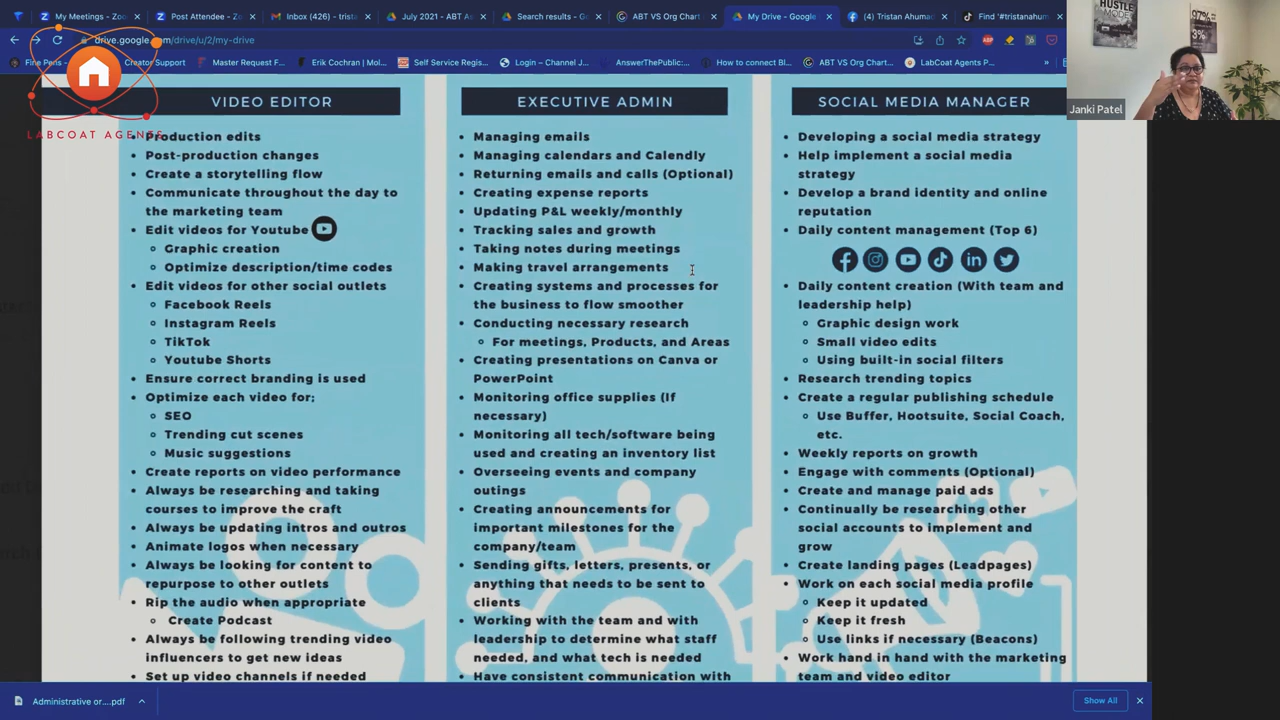 My Meetings - Zoo
Post Attendee - Ze
Inbox (426) - trista
July 2021 - ABT As
Search results - Go
ABT VS Org Chart
My Drive - Google
(4) Tristan Ahumad
Find '#tristanahum
drive.google.com/drive/u/2/my-drive
Fine Pens
Creator Support
Master Request F...
Erik Cochran | Mol...
Self Service Regis...
Login – Channel J...
AnswerThePublic:...
How to connect Bl...
ABT VS Org Chart...
LabCoat Agents P...
»
HUSTLE
MODE
97%
3%
Janki Patel
LABCOAT AGENTS
VIDEO EDITOR
Production edits
Post-production changes
Create a storytelling flow
Communicate throughout the day to
the marketing team
Edit videos for Youtube
Graphic creation
Optimize description/time codes
Edit videos for other social outlets
Facebook Reels
Instagram Reels
TikTok
Youtube Shorts
Ensure correct branding is used
Optimize each video for;
SEO
Trending cut scenes
Music suggestions
Create reports on video performance
Always be researching and taking
courses to improve the craft
Always be updating intros and outros
Animate logos when necessary
Always be looking for content to
repurpose to other outlets
Rip the audio when appropriate
Create Podcast
Always be following trending video
influencers to get new ideas
Set up video channels if needed
EXECUTIVE ADMIN
Managing emails
Managing calendars and Calendly
Returning emails and calls (Optional)
Creating expense reports
Updating P&L weekly/monthly
Tracking sales and growth
Taking notes during meetings
Making travel arrangements
Creating systems and processes for
the business to flow smoother
Conducting necessary research
For meetings, Products, and Areas
Creating presentations on Canva or
PowerPoint
Monitoring office supplies (If
necessary)
Monitoring all tech/software being
used and creating an inventory list
Overseeing events and company
outings
Creating announcements for
important milestones for the
company/team
Sending gifts, letters, presents, or
anything that needs to be sent to
clients
Working with the team and with
leadership to determine what staff
needed, and what tech is needed
Have consistent communication with
SOCIAL MEDIA MANAGER
Developing a social media strategy
Help implement a social media
strategy
Develop a brand identity and online
reputation
Daily content management (Top 6)
Daily content creation (With team and
leadership help)
Graphic design work
Small video edits
Using built-in social filters
Research trending topics
Create a regular publishing schedule
Use Buffer, Hootsuite, Social Coach,
etc.
Weekly reports on growth
Engage with comments (Optional)
Create and manage paid ads
Continually be researching other
social accounts to implement and
grow
Create landing pages (Leadpages)
Work on each social media profile
Keep it updated
Keep it fresh
Use links if necessary (Beacons)
Work hand in hand with the marketing
team and video editor
Administrative or....pdf
Show All